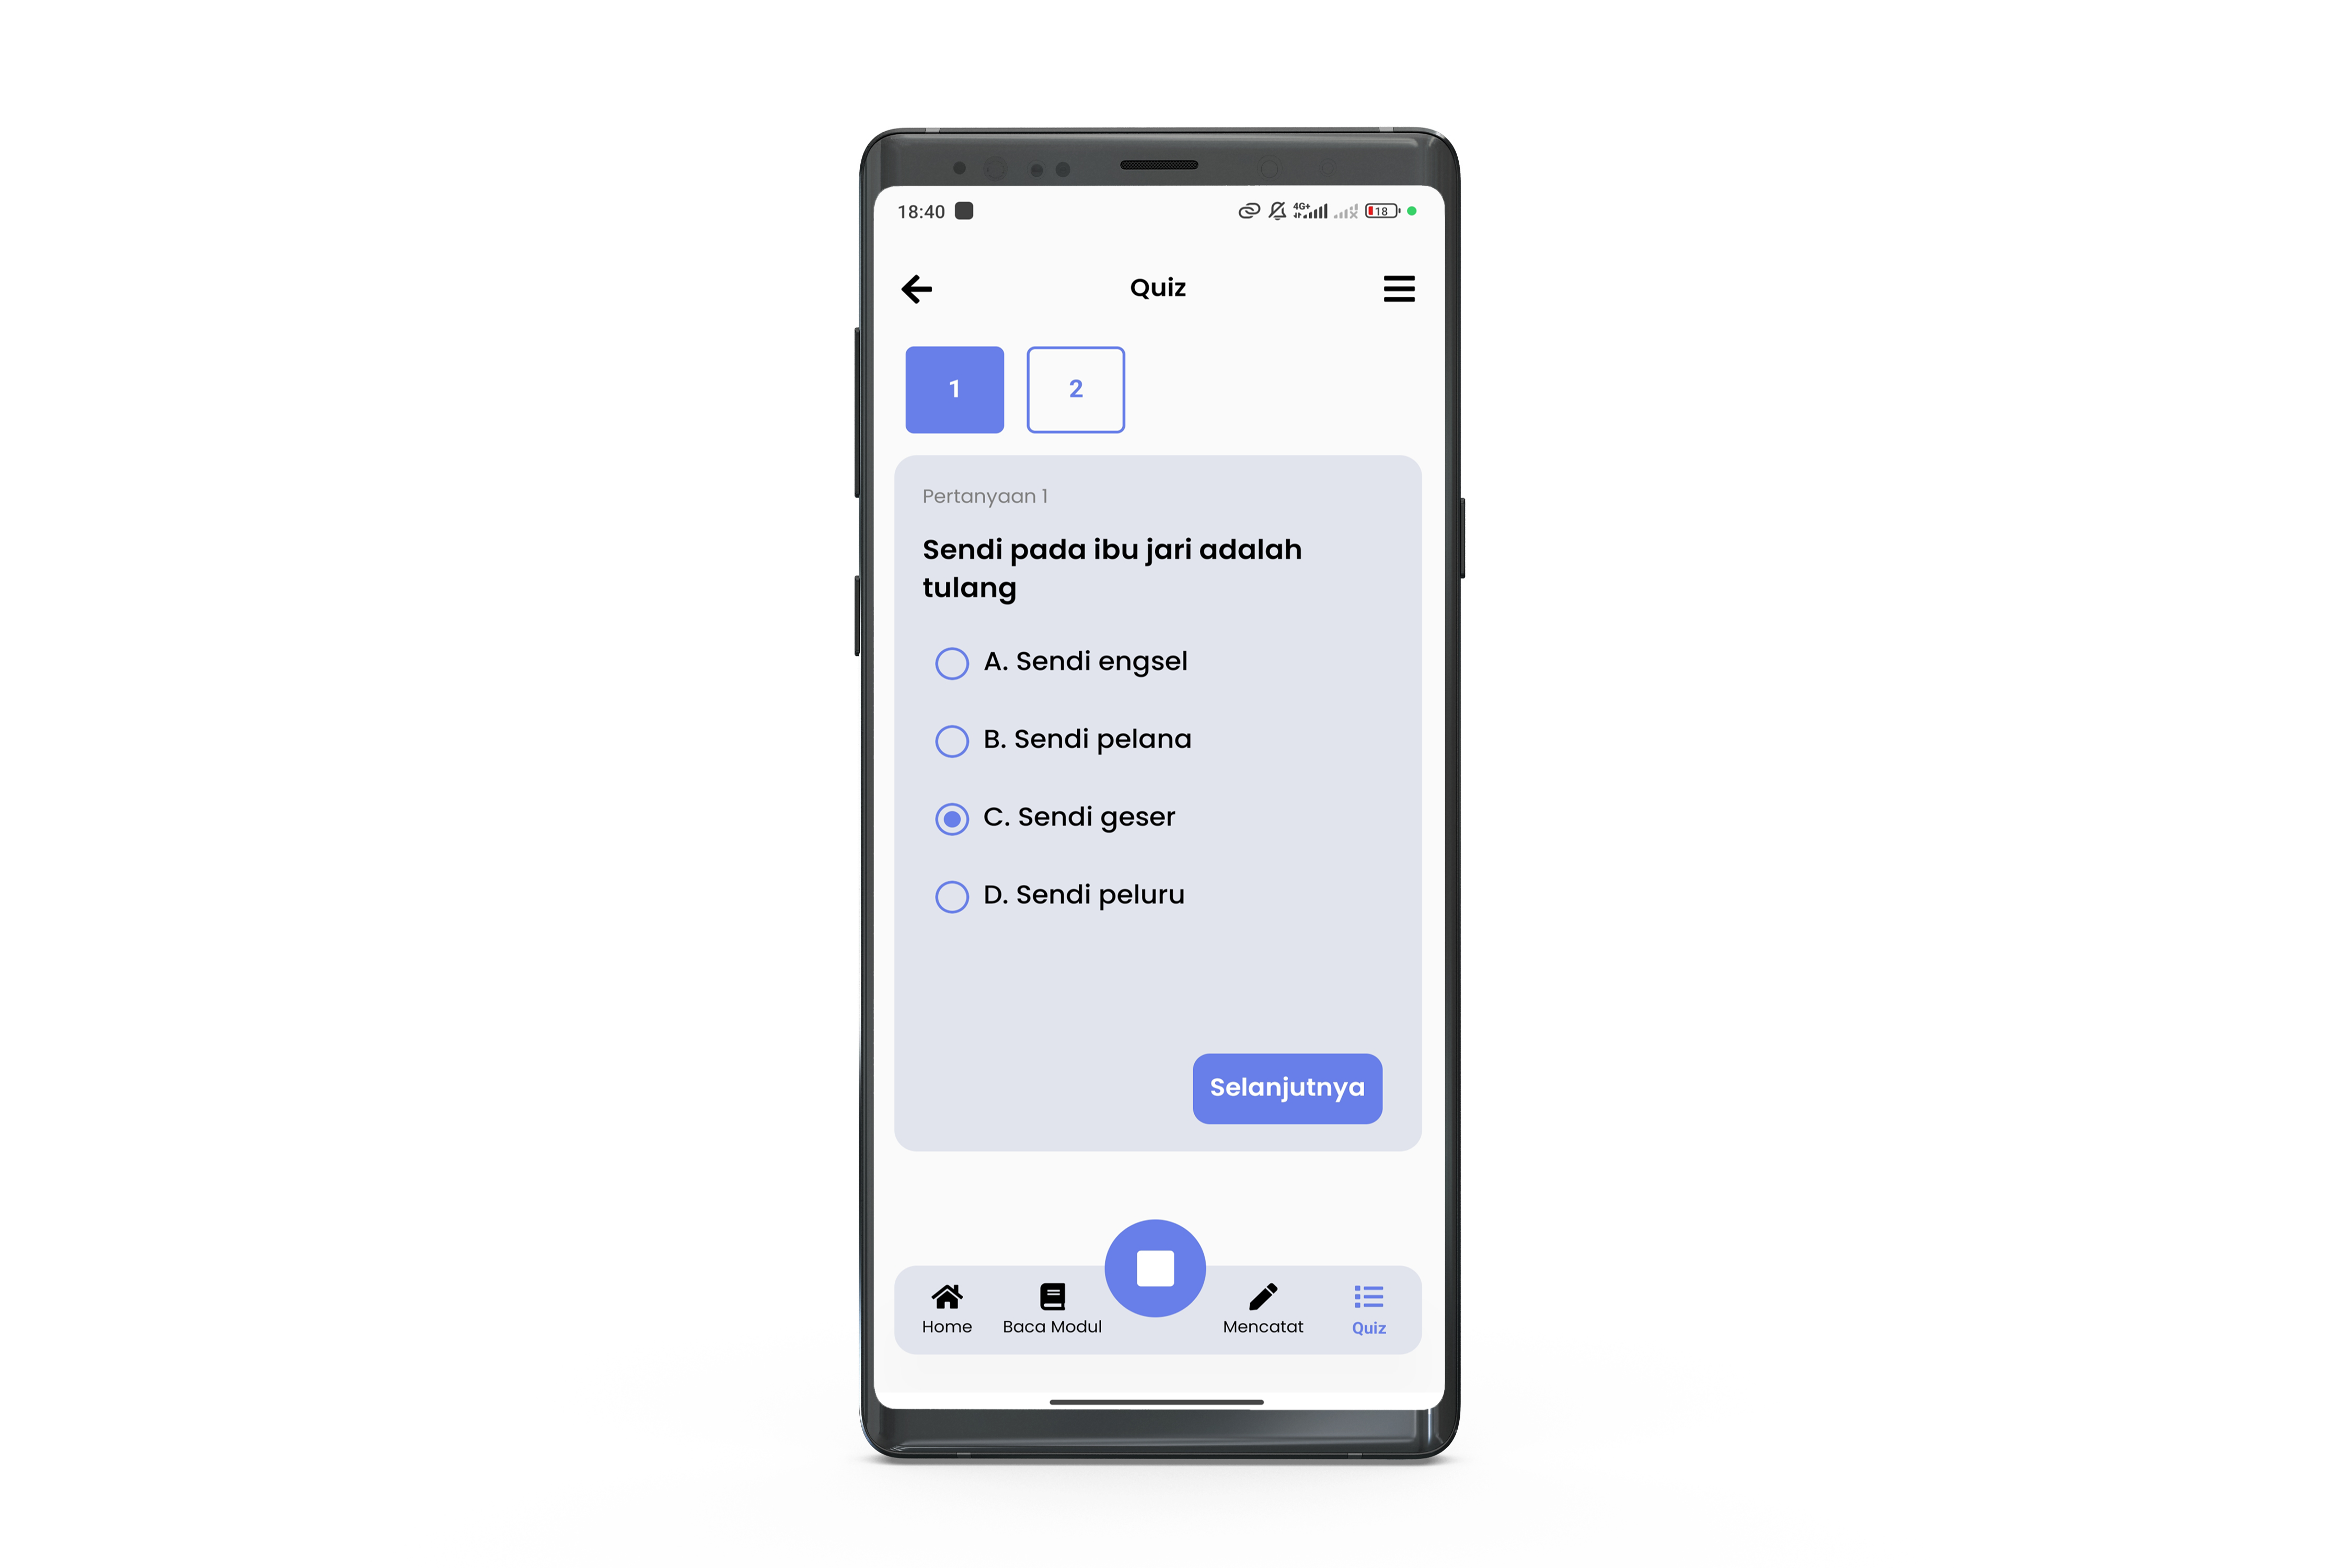 18:40 4G+ 18
Quiz
1 2
Pertanyaan 1
Sendi pada ibu jari adalah
tulang
A. Sendi engsel
B. Sendi pelana
C. Sendi geser
D. Sendi peluru
Selanjutnya
Home Baca Modul Mencatat Quiz